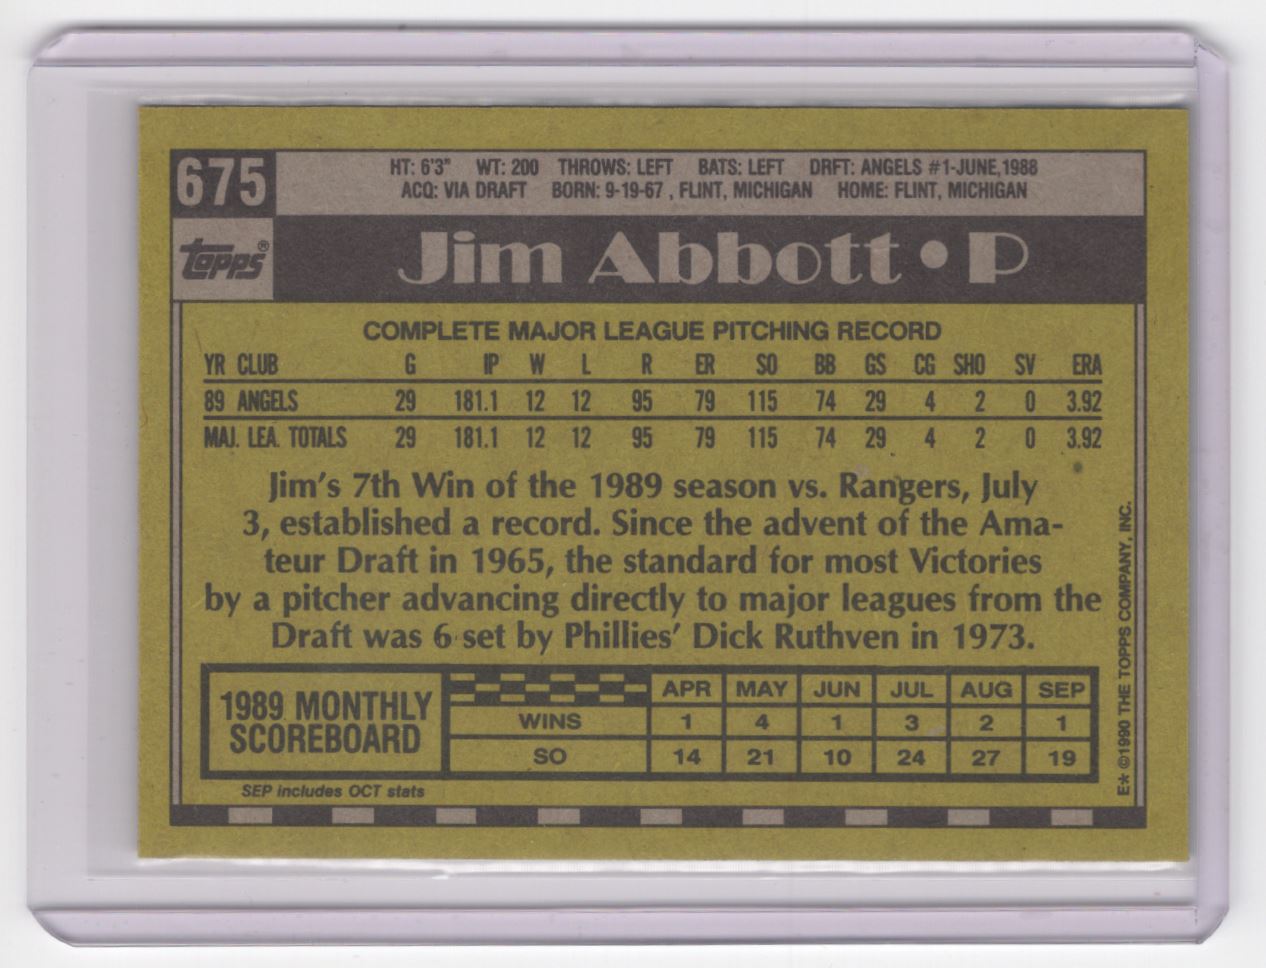 675
HT: 6'3" WT: 200 THROWS: LEFT BATS: LEFT DRFT: ANGELS #1-JUNE,1988
ACQ: VIA DRAFT BORN: 9-19-67 , FLINT, MICHIGAN HOME: FLINT, MICHIGAN
topps®
Jim Abbott • P
COMPLETE MAJOR LEAGUE PITCHING RECORD
YR CLUB G IP W L R ER SO BB GS CG SHO SV ERA
89 ANGELS 29 181.1 12 12 95 79 115 74 29 4 2 0 3.92
MAJ. LEA. TOTALS 29 181.1 12 12 95 79 115 74 29 4 2 0 3.92
Jim's 7th Win of the 1989 season vs. Rangers, July
3, established a record. Since the advent of the Ama-
teur Draft in 1965, the standard for most Victories
by a pitcher advancing directly to major leagues from the
Draft was 6 set by Phillies' Dick Ruthven in 1973.
1989 MONTHLY
SCOREBOARD
APR MAY JUN JUL AUG SEP
WINS 1 4 1 3 2 1
SO 14 21 10 24 27 19
SEP includes OCT stats
E* ©1990 THE TOPPS COMPANY, INC.